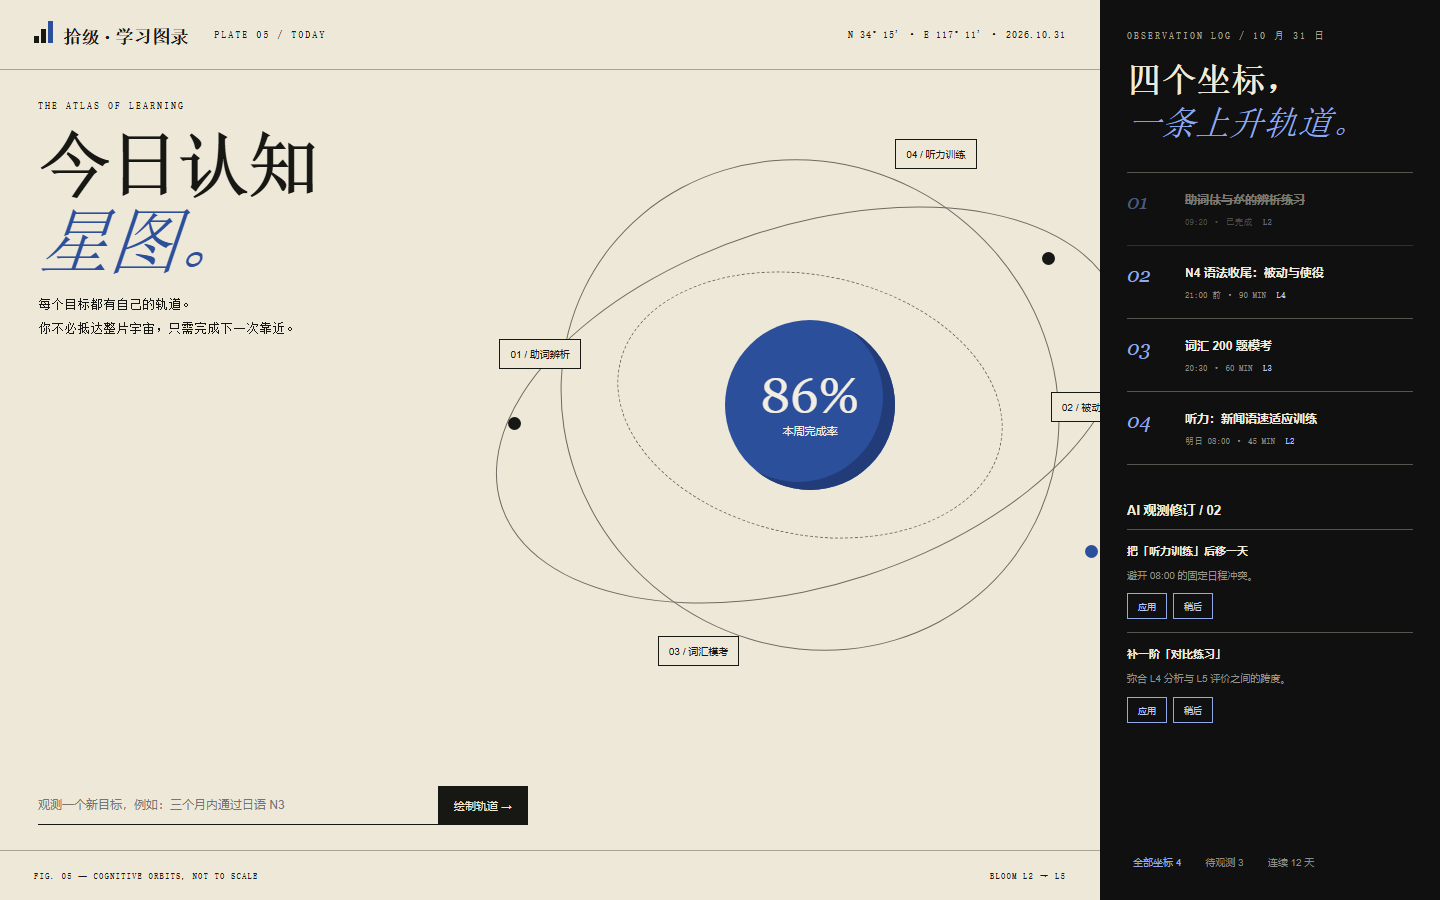 拾级 · 学习图录
PLATE 05 / TODAY
N 34° 15′ • E 117° 11′ • 2026.10.31
THE ATLAS OF LEARNING
今日认知
星图。
每个目标都有自己的轨道。
你不必抵达整片宇宙，只需完成下一次靠近。
04 / 听力训练
01 / 助词辨析
86%
本周完成率
02 / 被动
03 / 词汇模考
观测一个新目标，例如：三个月内通过日语 N3
绘制轨道 →
FIG. 05 — COGNITIVE ORBITS, NOT TO SCALE
BLOOM L2 → L5
OBSERVATION LOG / 10 月 31 日
四个坐标，
一条上升轨道。
01
助词は与が的辨析练习
09:20 • 已完成 L2
02
N4 语法收尾：被动与使役
21:00 前 • 90 MIN L4
03
词汇 200 题模考
20:30 • 60 MIN L3
04
听力：新闻语速适应训练
明日 08:00 • 45 MIN L2
AI 观测修订 / 02
把「听力训练」后移一天
避开 08:00 的固定日程冲突。
应用
稍后
补一阶「对比练习」
弥合 L4 分析与 L5 评价之间的跨度。
应用
稍后
全部坐标 4
待观测 3
连续 12 天